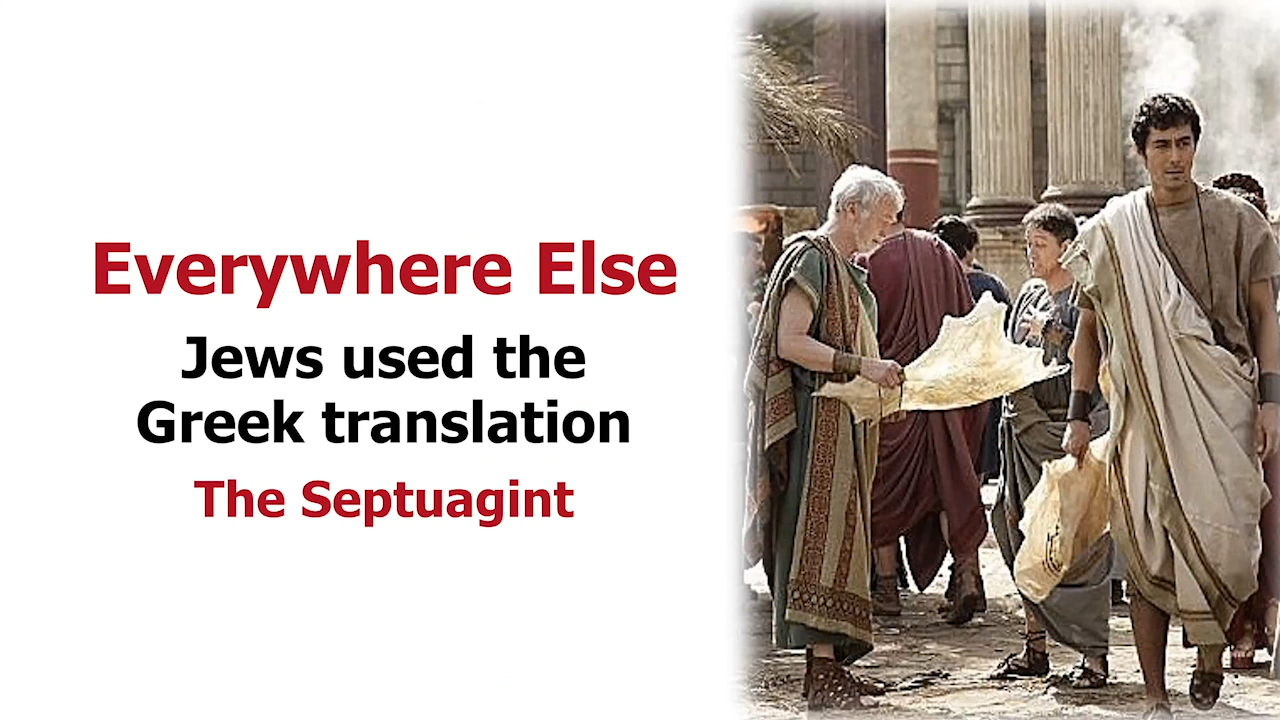 Everywhere Else
Jews used the
Greek translation
The Septuagint